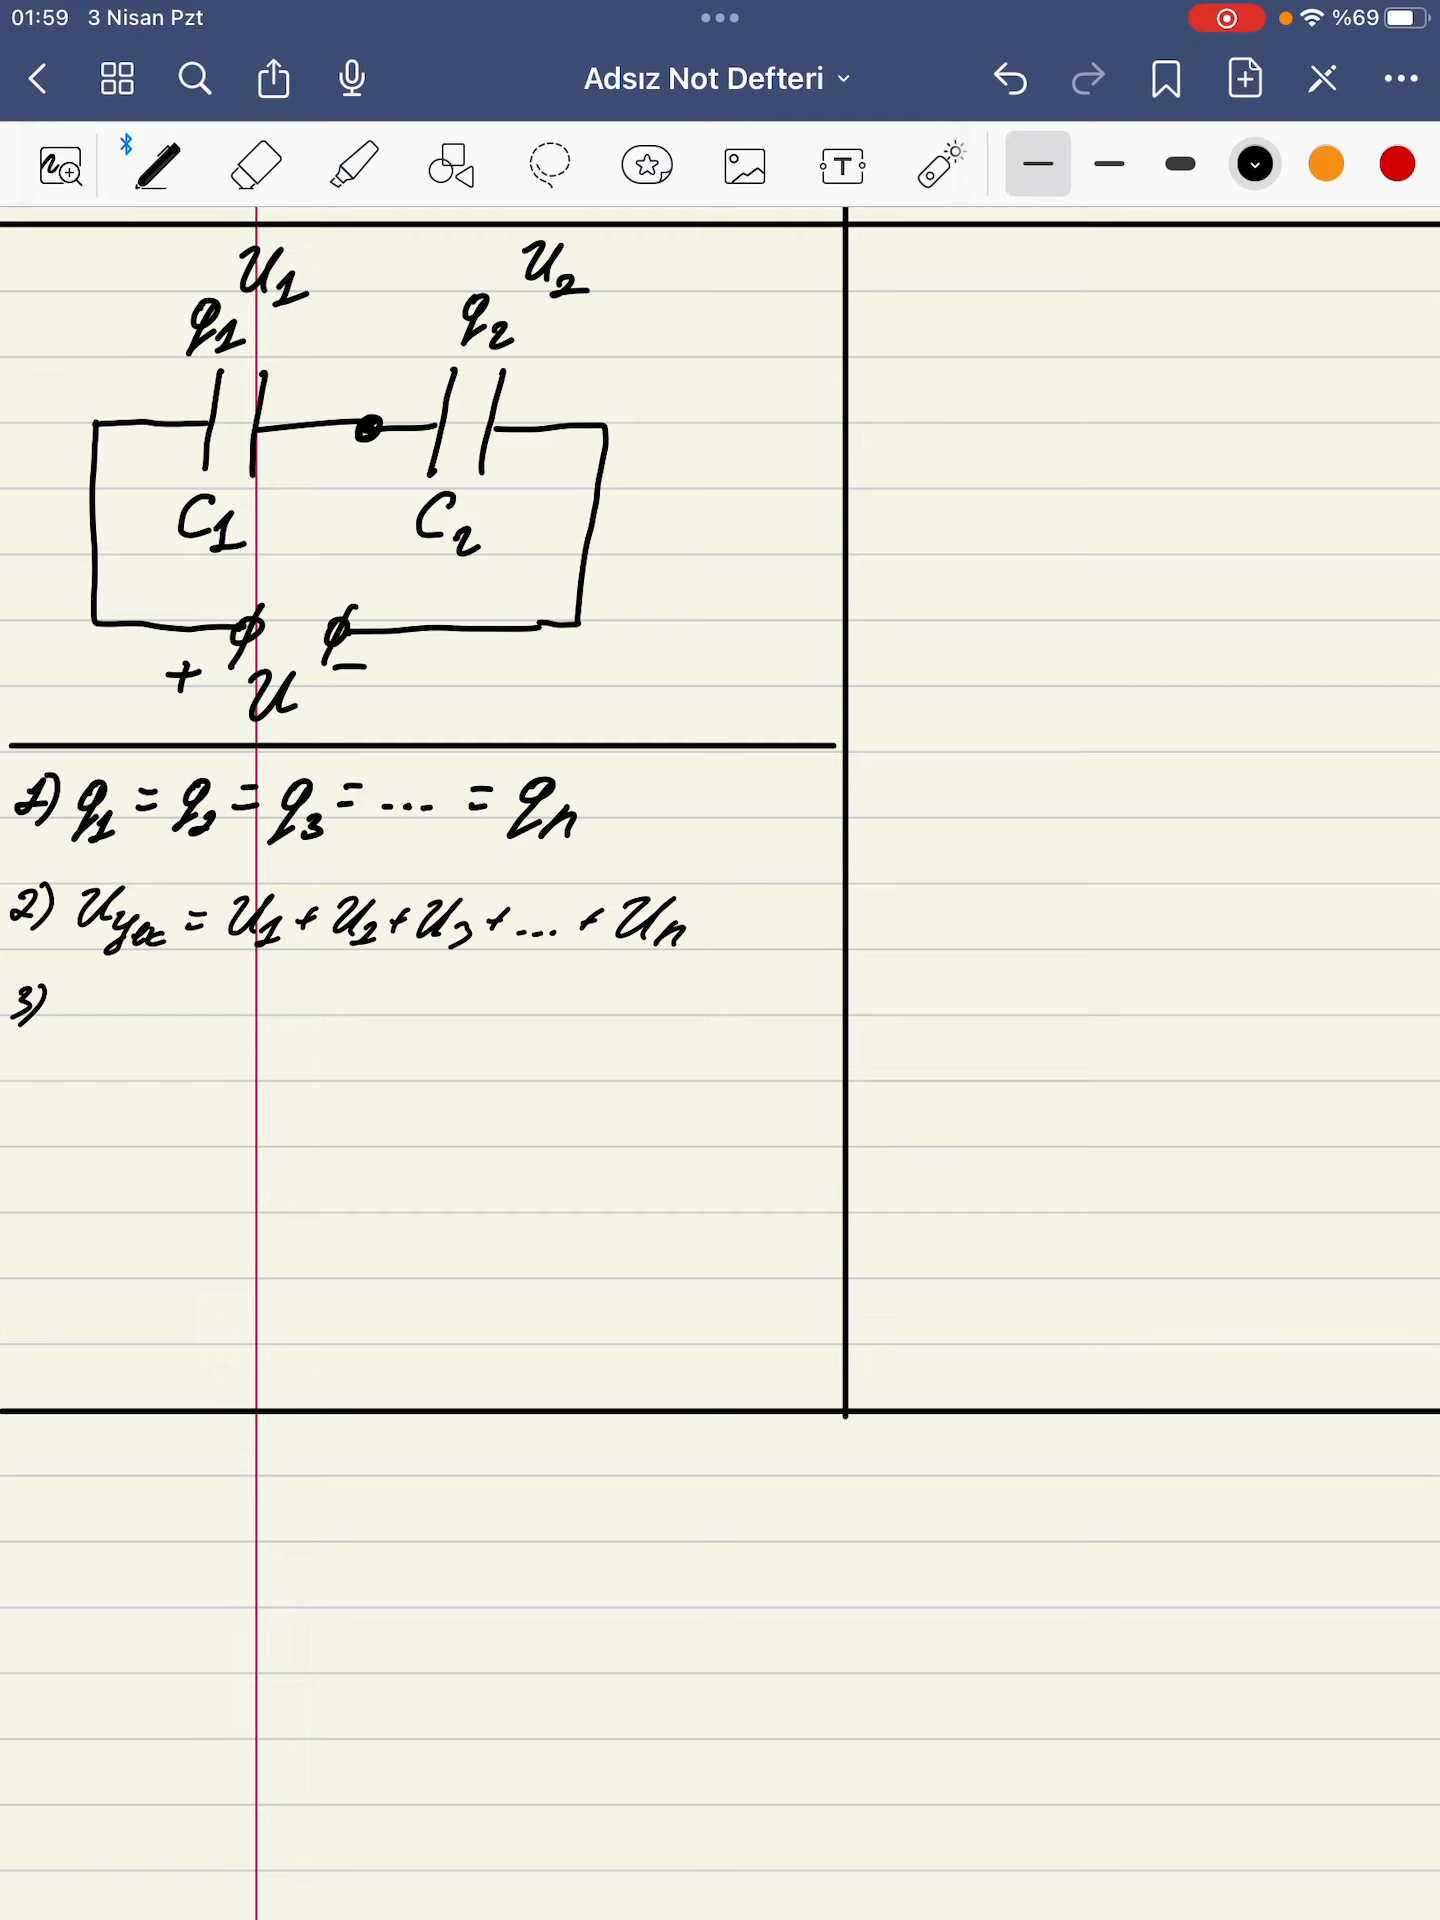 01:59 3 Nisan Pzt
%69
Adsız Not Defteri
T
U₁ U₂
q₁ q₂
C₁ C₂
+ U −
1) q₁ = q₂ = q₃ = ... = qₙ
2) = U₁ + U₂ + U₃ + ... + Uₙ
3)